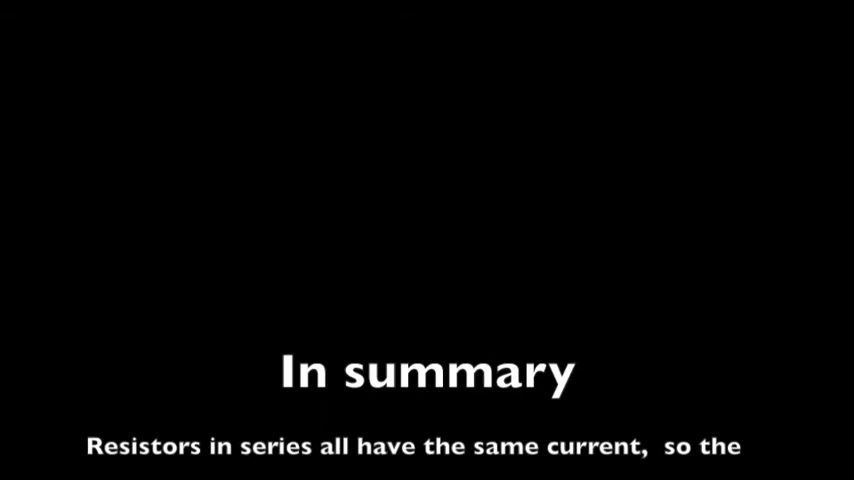 In summary
Resistors in series all have the same current,  so the